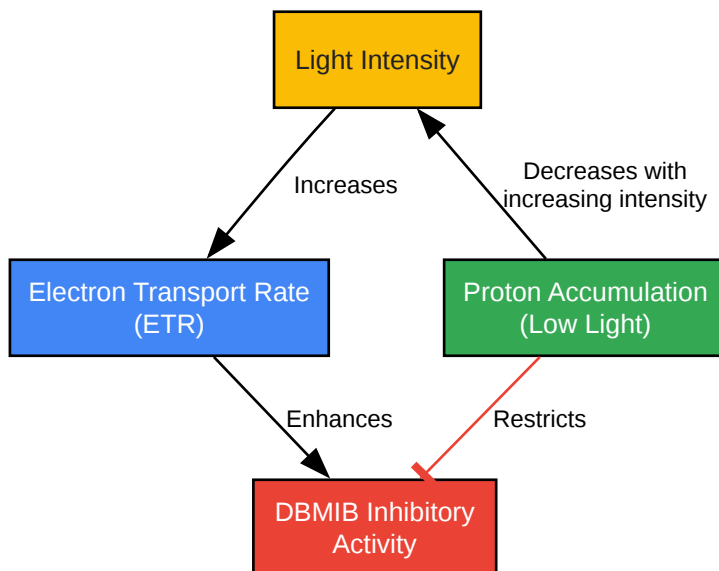 Light Intensity
Increases
Decreases with
increasing intensity
Electron Transport Rate
(ETR)
Proton Accumulation
(Low Light)
Enhances
Restricts
DBMIB Inhibitory
Activity